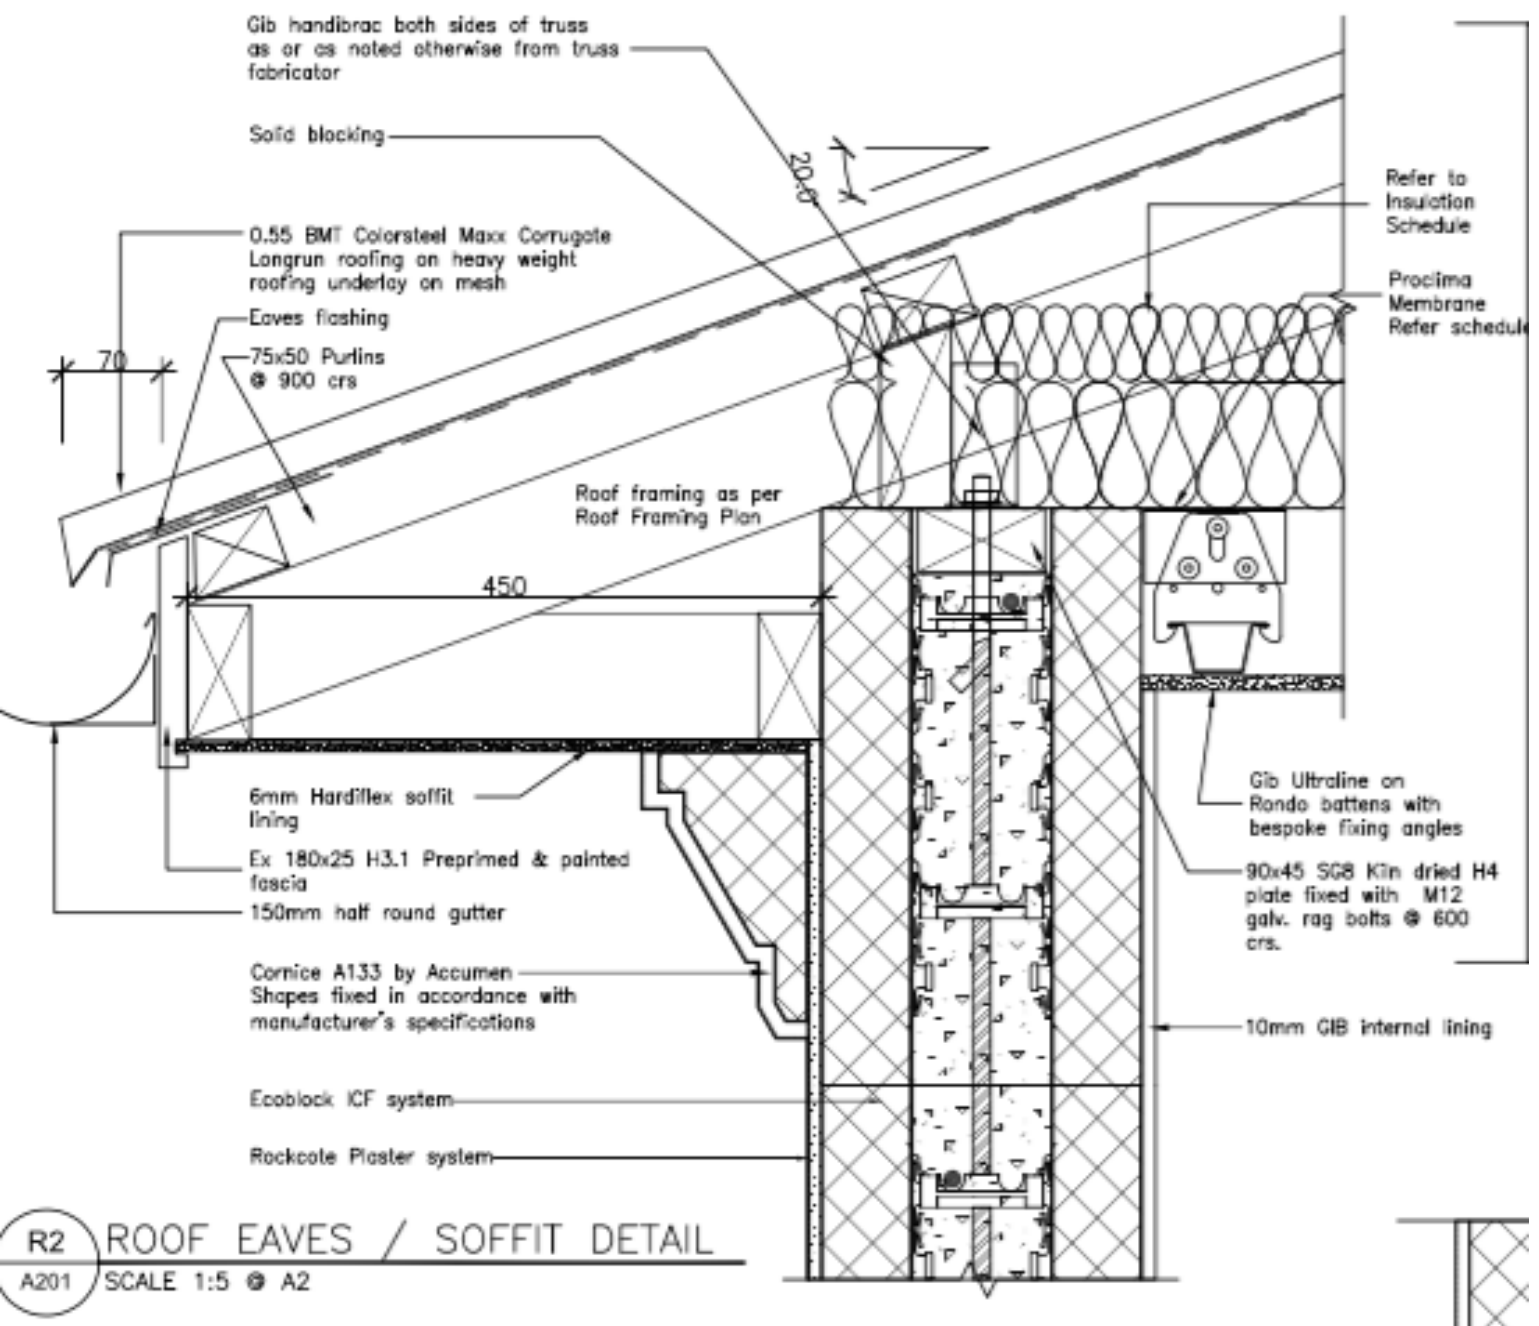 Gib handibrac both sides of truss
as or as noted otherwise from truss
fabricator
Solid blocking
20.0
Refer to
Insulation
Schedule
0.55 BMT Colorsteel Maxx Corrugate
Longrun roofing on heavy weight
roofing underlay on mesh
Proclima
Membrane
Refer schedule
Eaves flashing
70
75x50 Purlins
@ 900 crs
Roof framing as per
Roof Framing Plan
450
6mm Hardiflex soffit
lining
Gib Ultraline on
Rondo battens with
bespoke fixing angles
Ex 180x25 H3.1 Preprimed & painted
fascia
90x45 SG8 Kiln dried H4
plate fixed with M12
galv. rag bolts @ 600
crs.
150mm half round gutter
Cornice A133 by Accumen
Shapes fixed in accordance with
manufacturer's specifications
10mm GIB internal lining
Ecoblock ICF system
Rockcote Plaster system
R2
A201
ROOF EAVES / SOFFIT DETAIL
SCALE 1:5 @ A2